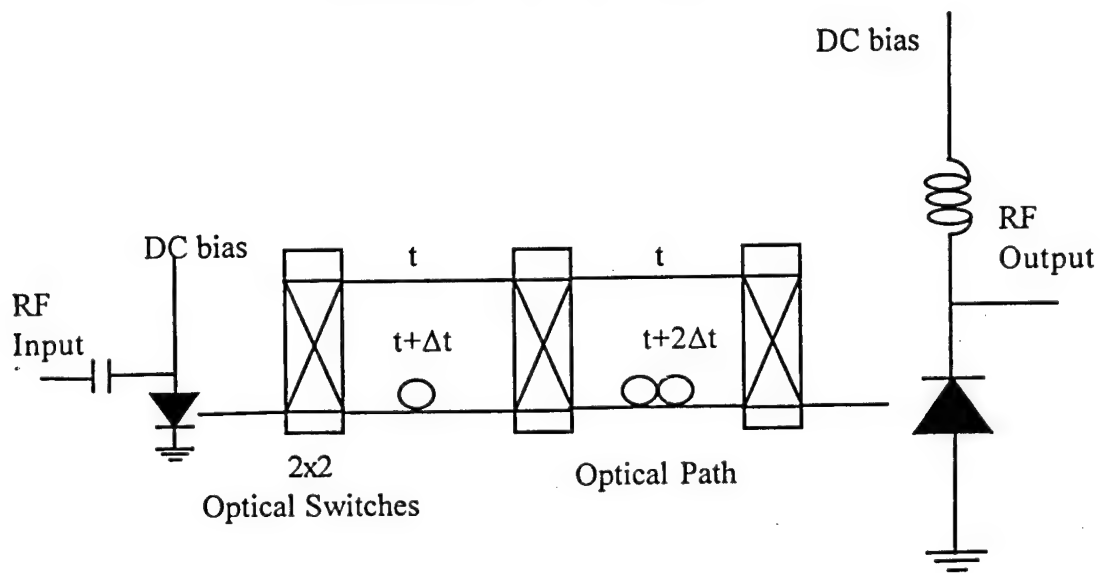 DC bias
RF
Output
DC bias
t
t
RF
Input
t+Δt
t+2Δt
2x2
Optical Switches
Optical Path